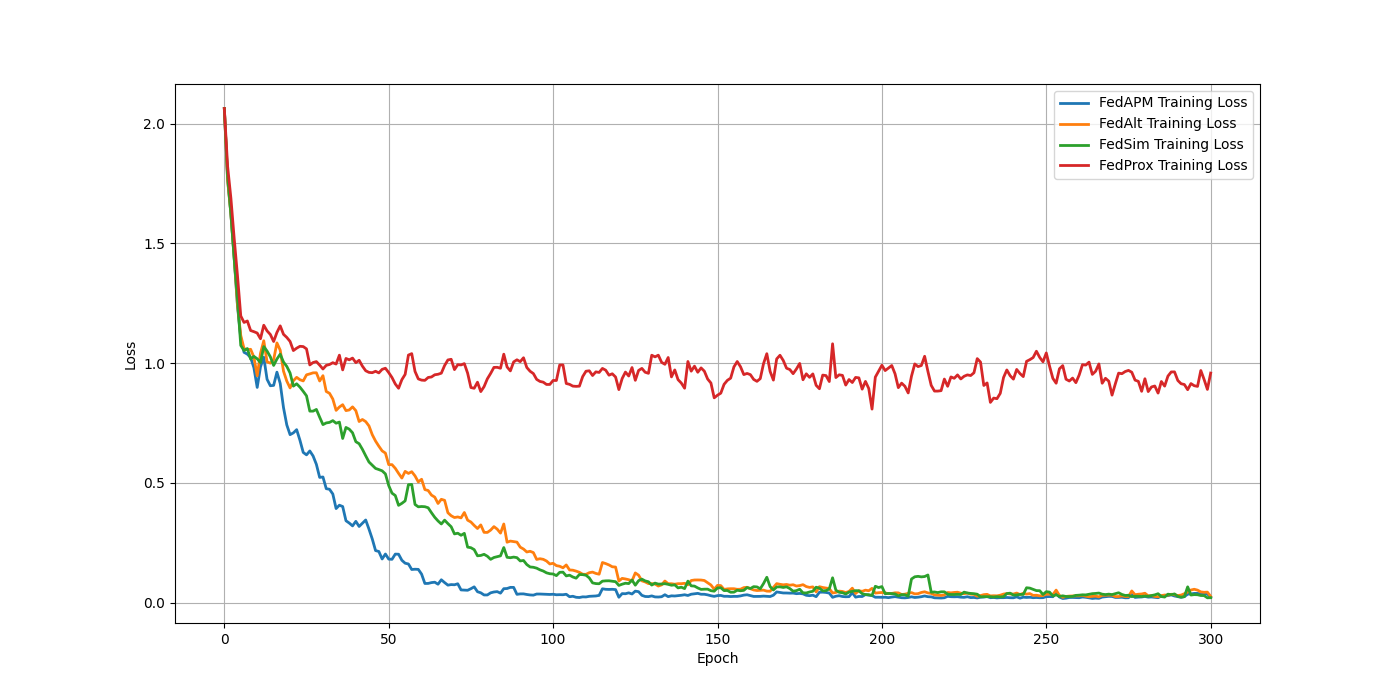 FedAPM Training Loss
FedAlt Training Loss
FedSim Training Loss
FedProx Training Loss
2.0
1.5
1.0
0.5
0.0
Loss
0 50 100 150 200 250 300
Epoch